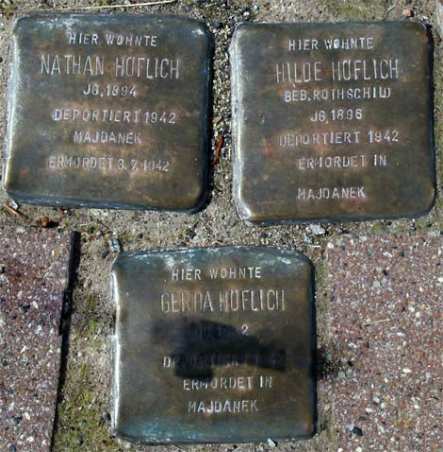 HIER WOHNTE
NATHAN HÖFLICH
JG. 1894
DEPORTIERT 1942
MAJDANEK
ERMORDET 3.7.1942
HIER WOHNTE
HILDE HÖFLICH
GEB. ROTHSCHILD
JG. 1896
DEPORTIERT 1942
ERMORDET IN
MAJDANEK
HIER WOHNTE
GERDA HÖFLICH
ERMORDET IN
MAJDANEK